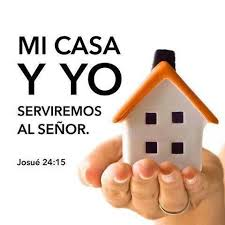 MI CASA
Y YO
SERVIREMOS
AL SEÑOR.
Josué 24:15